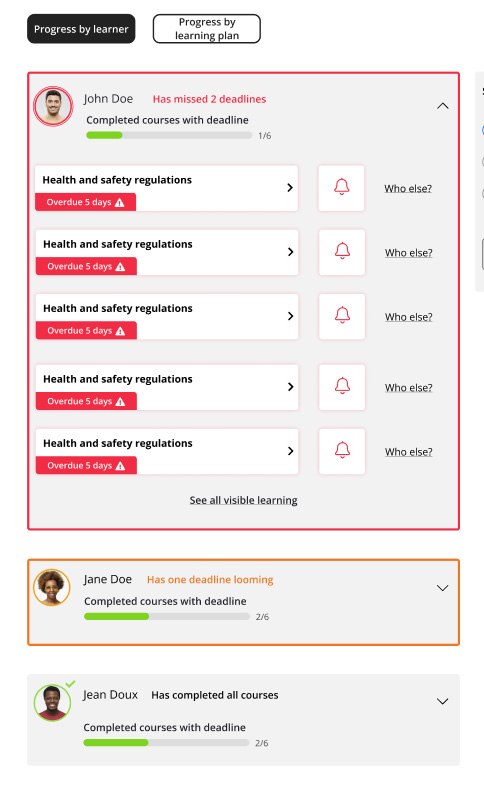 Progress by learner
Progress by
learning plan
John Doe Has missed 2 deadlines
Completed courses with deadline
1/6
Health and safety regulations
Overdue 5 days
Who else?
Health and safety regulations
Overdue 5 days
Who else?
Health and safety regulations
Overdue 5 days
Who else?
Health and safety regulations
Overdue 5 days
Who else?
Health and safety regulations
Overdue 5 days
Who else?
See all visible learning
Jane Doe Has one deadline looming
Completed courses with deadline
2/6
Jean Doux Has completed all courses
Completed courses with deadline
2/6